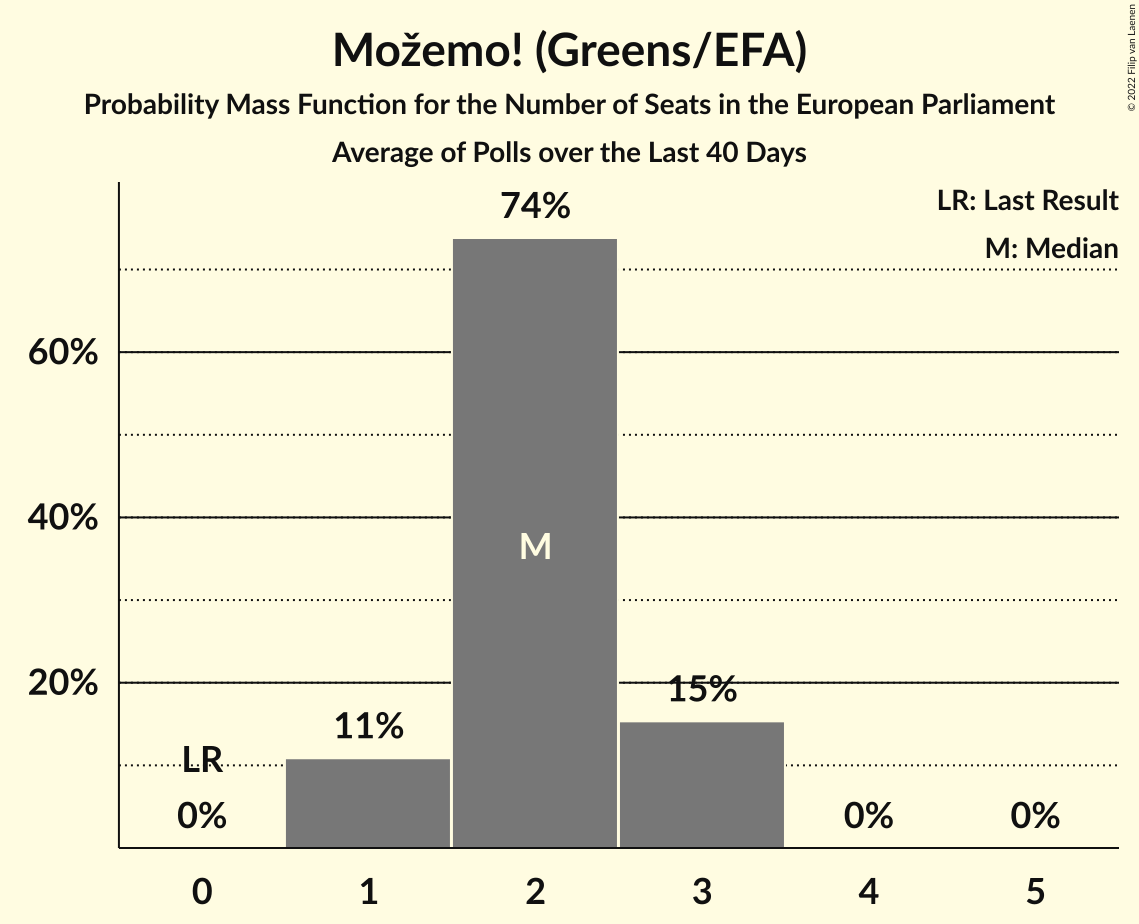 © 2022 Filip van Laenen
Možemo! (Greens/EFA)
Probability Mass Function for the Number of Seats in the European Parliament
Average of Polls over the Last 40 Days
LR: Last Result
M: Median
74%
60%
40%
M
20%
15%
11%
LR
0%
0%
0%
0 1 2 3 4 5